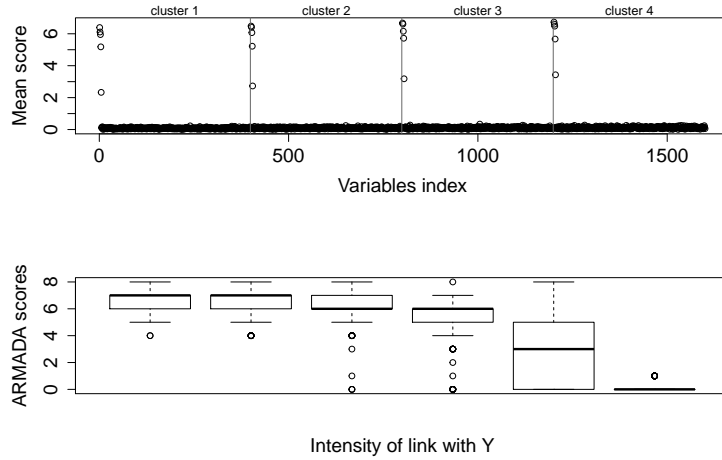 cluster 1 cluster 2 cluster 3 cluster 4
Mean score
6
4
2
0
0 500 1000 1500
Variables index
ARMADA scores
8
6
4
2
0
Intensity of link with Y